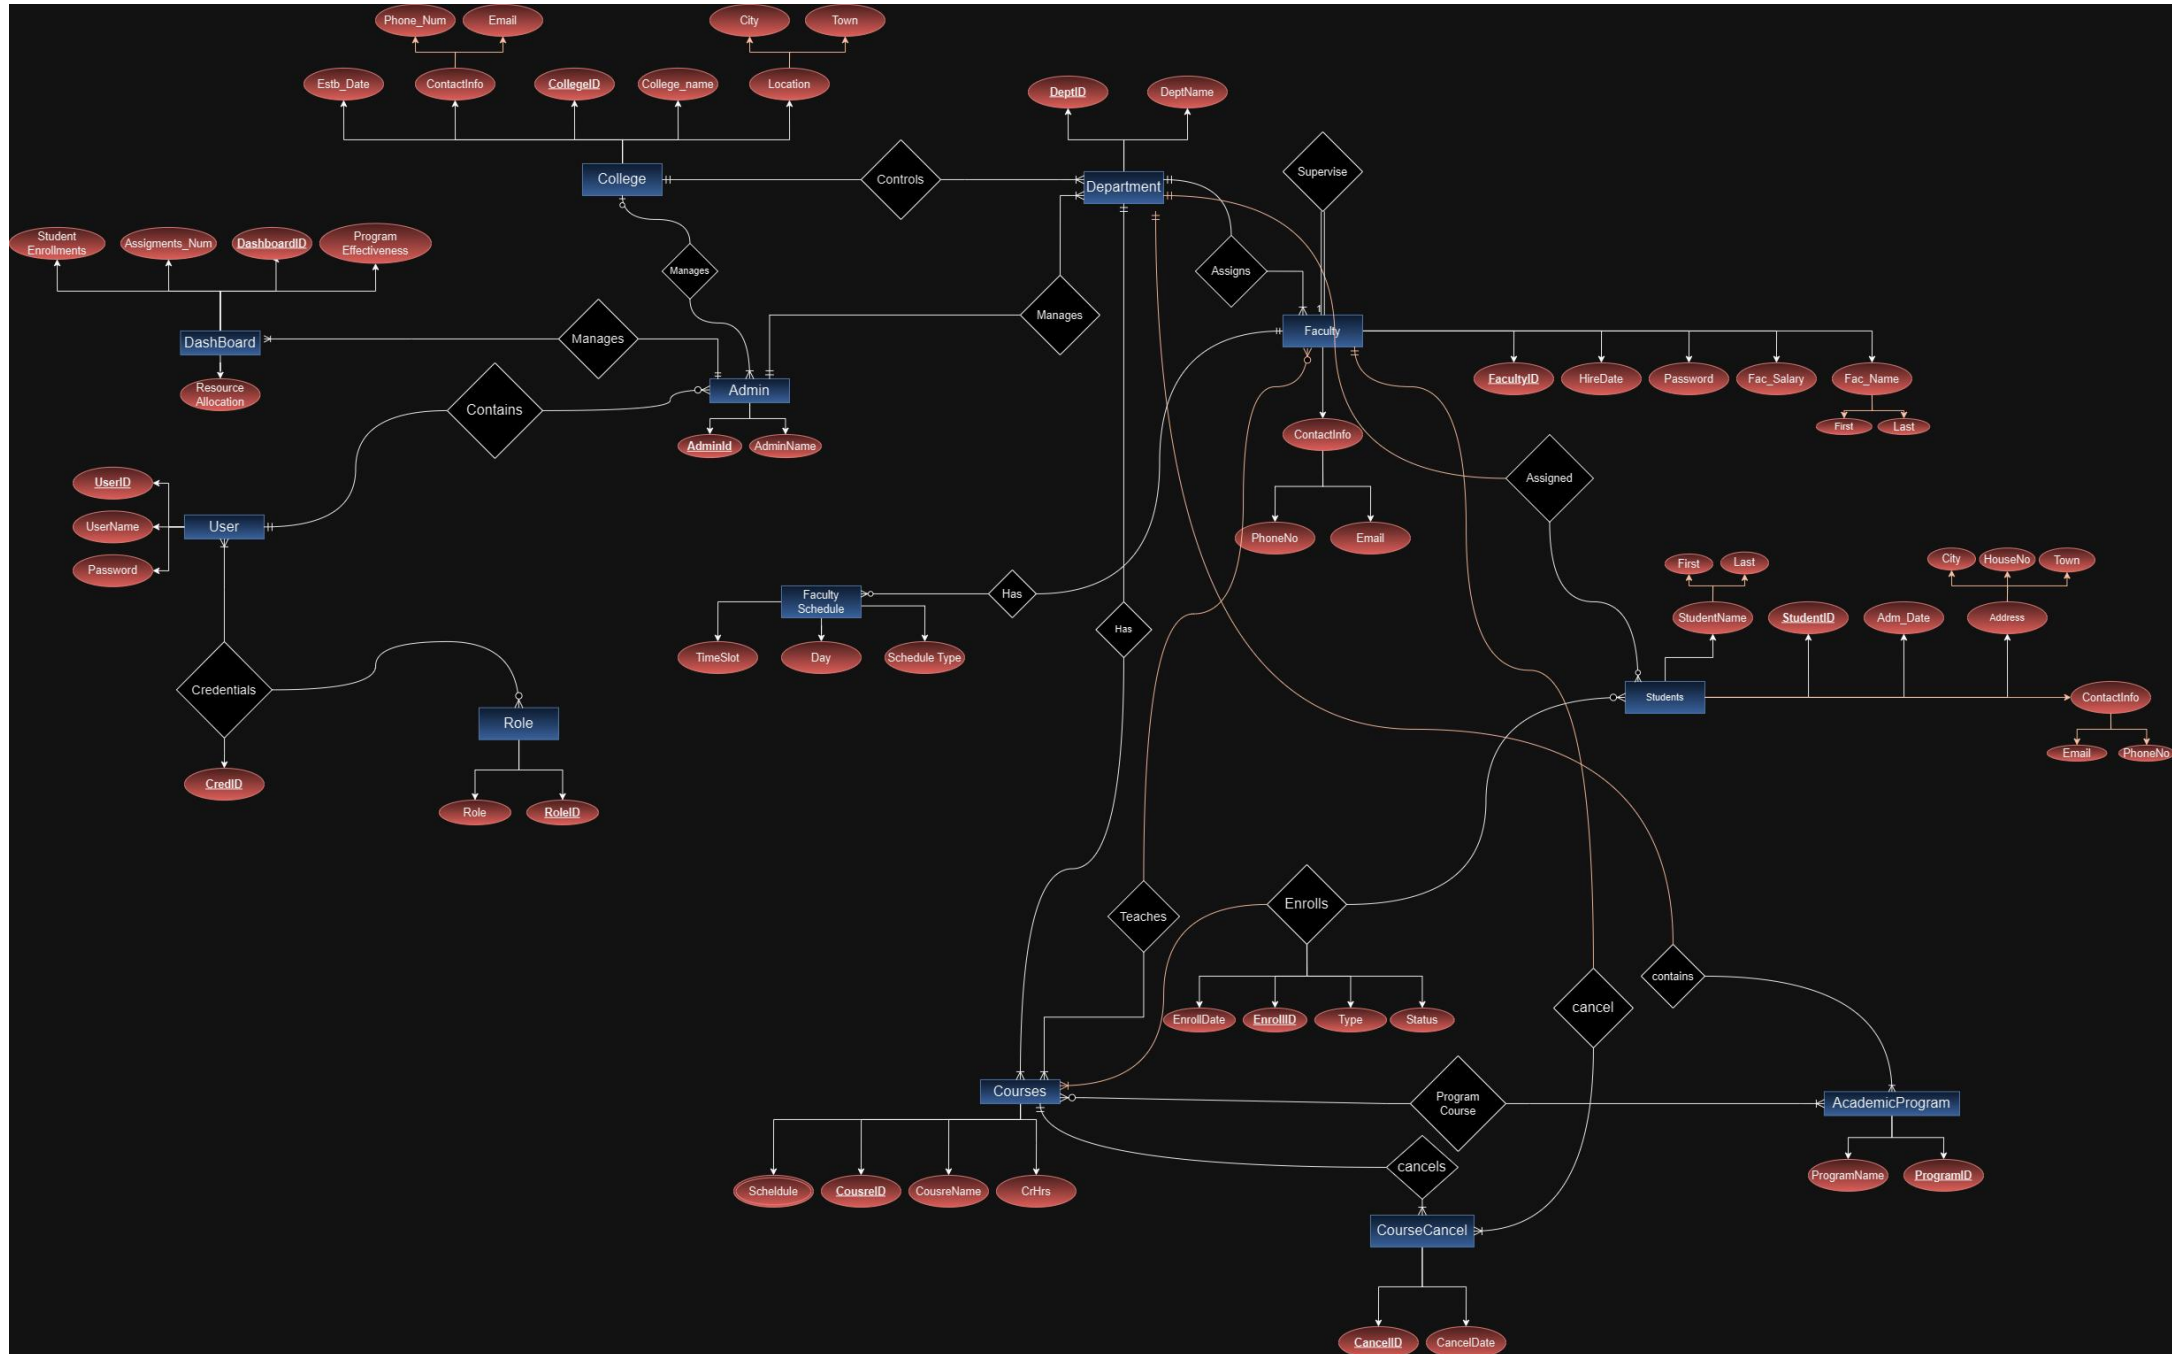 Phone_Num
Email
City
Town
Estb_Date
ContactInfo
CollegeID
College_name
Location
DeptID
DeptName
College
Controls
Department
Supervise
Student
Enrollments
Assigments_Num
DashboardID
Program
Effectiveness
Manages
Assigns
1
DashBoard
Manages
Manages
Faculty
Resource
Allocation
Admin
FacultyID
HireDate
Password
Fac_Salary
Fac_Name
Contains
AdminId
AdminName
First
Last
ContactInfo
UserID
Assigned
UserName
User
Password
PhoneNo
Email
First
Last
City
HouseNo
Town
Faculty
Schedule
Has
Has
StudentName
StudentID
Adm_Date
Address
TimeSlot
Day
Schedule Type
Credentials
Students
ContactInfo
Role
Email
PhoneNo
CredID
Role
RoleID
Teaches
Enrolls
contains
cancel
EnrollDate
EnrollID
Type
Status
Courses
Program
Course
AcademicProgram
cancels
Scheldule
CousreID
CousreName
CrHrs
ProgramName
ProgramID
CourseCancel
CancelID
CancelDate